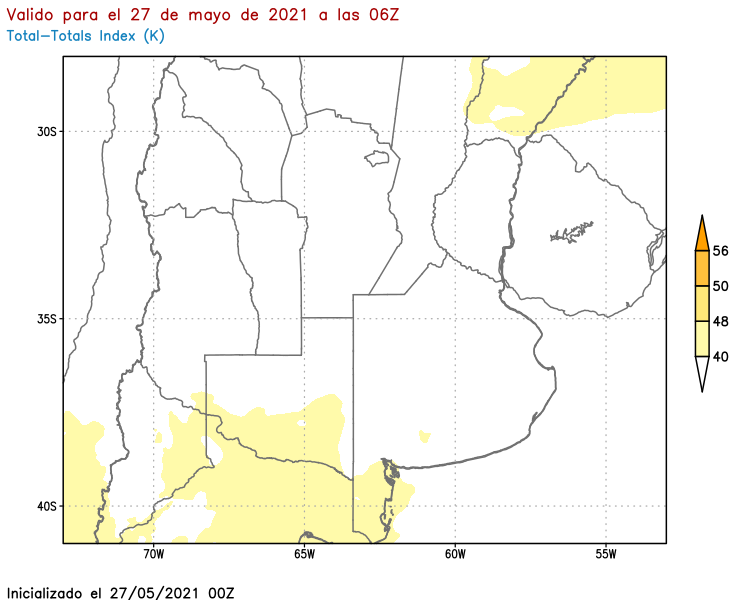 Valido para el 27 de mayo de 2021 a las 06Z
Total-Totals Index (K)
30S
35S
40S
70W
65W
60W
55W
56
50
48
40
Inicializado el 27/05/2021 00Z